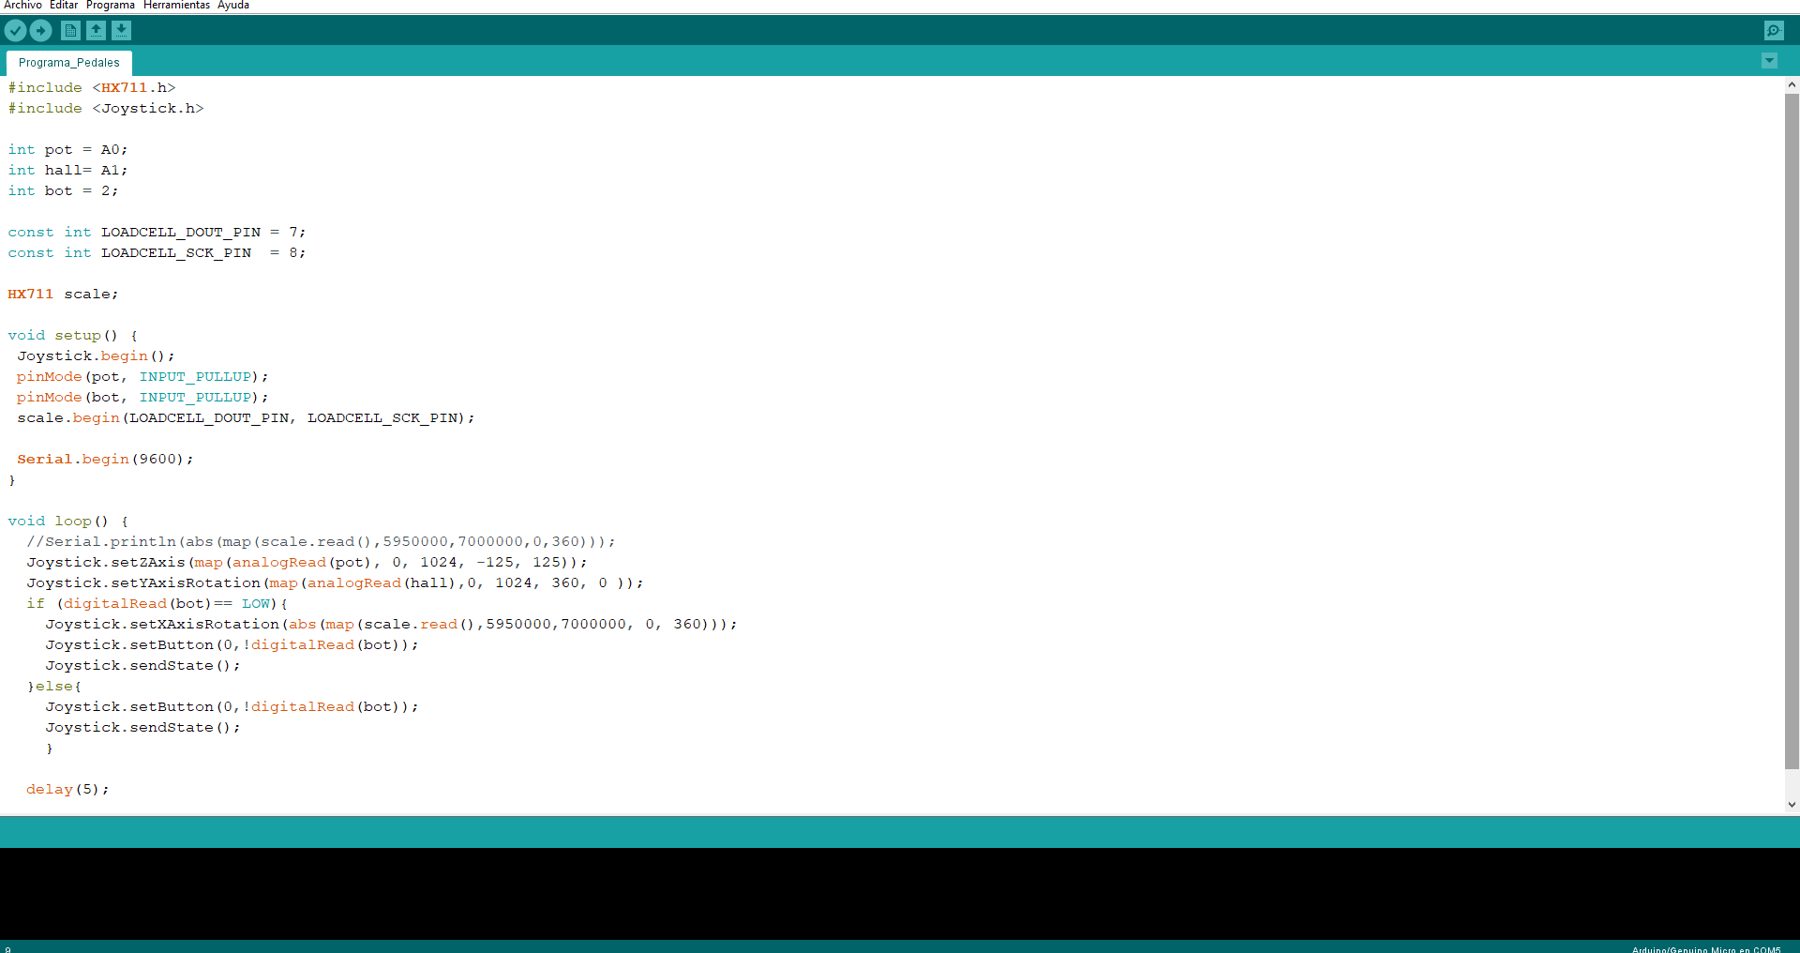 Archivo Editar Programa Herramientas Ayuda
Programa_Pedales
#include <HX711.h>
#include <Joystick.h>
int pot = A0;
int hall= A1;
int bot = 2;
const int LOADCELL_DOUT_PIN = 7;
const int LOADCELL_SCK_PIN  = 8;
HX711 scale;
void setup() {
 Joystick.begin();
 pinMode(pot, INPUT_PULLUP);
 pinMode(bot, INPUT_PULLUP);
 scale.begin(LOADCELL_DOUT_PIN, LOADCELL_SCK_PIN);
 Serial.begin(9600);
}
void loop() {
  //Serial.println(abs(map(scale.read(),5950000,7000000,0,360)));
  Joystick.setZAxis(map(analogRead(pot), 0, 1024, -125, 125));
  Joystick.setYAxisRotation(map(analogRead(hall),0, 1024, 360, 0 ));
  if (digitalRead(bot)== LOW){
    Joystick.setXAxisRotation(abs(map(scale.read(),5950000,7000000, 0, 360)));
    Joystick.setButton(0,!digitalRead(bot));
    Joystick.sendState();
  }else{
    Joystick.setButton(0,!digitalRead(bot));
    Joystick.sendState();
    }
  delay(5);
9
Arduino/Genuino Micro en COM5